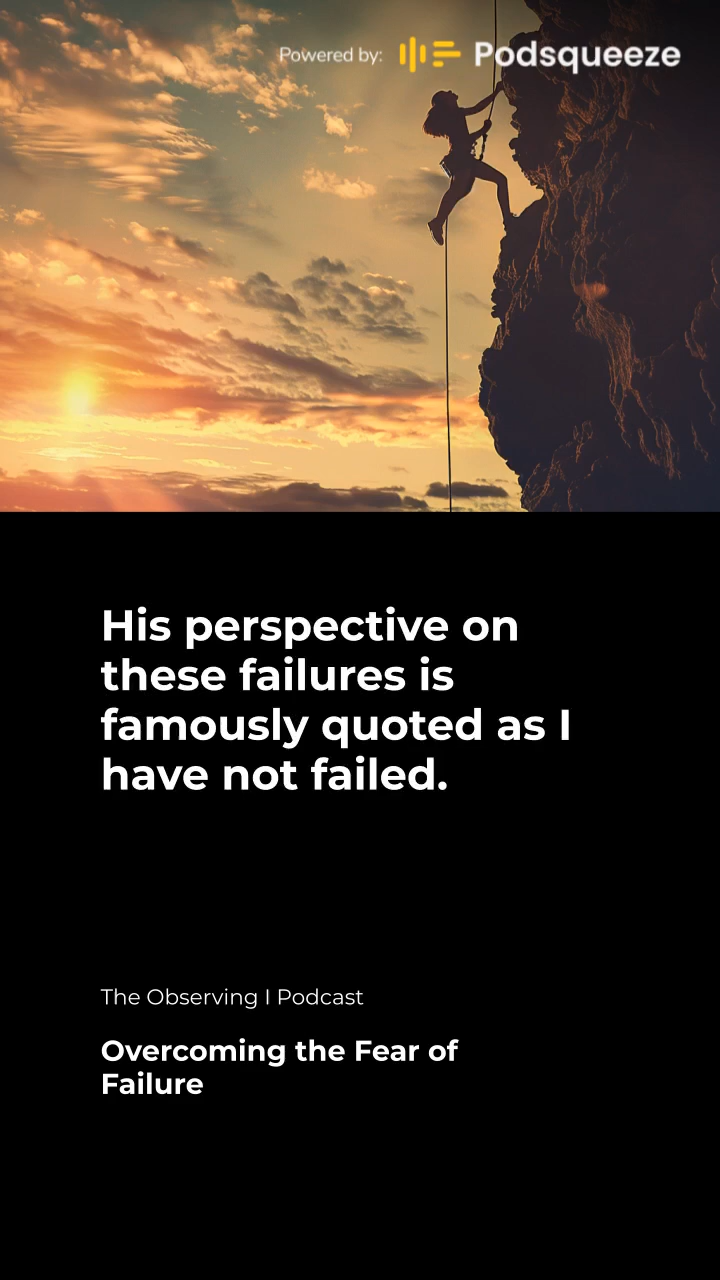 Powered by: Podsqueeze
His perspective on
these failures is
famously quoted as I
have not failed.
The Observing I Podcast
Overcoming the Fear of
Failure